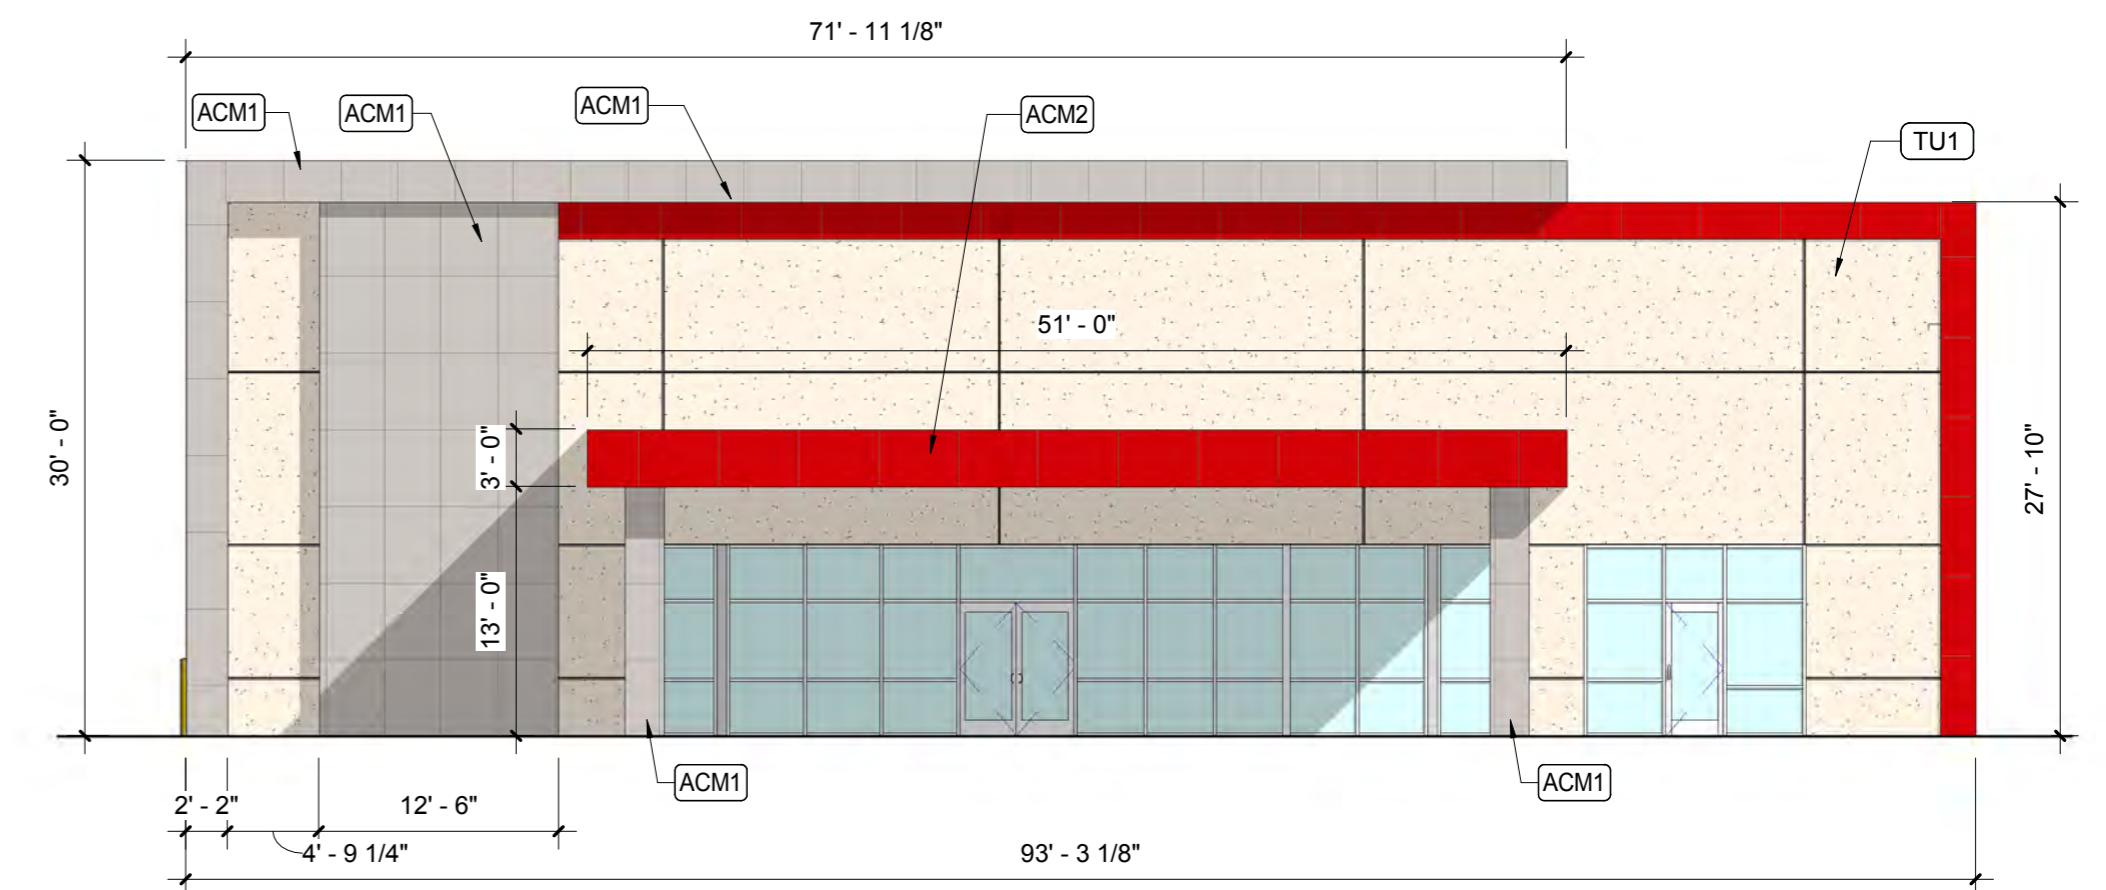 71' - 11 1/8"
ACM1
ACM1
ACM1
ACM2
TU1
51' - 0"
30' - 0"
3' - 0"
27' - 10"
13' - 0"
ACM1
ACM1
2' - 2"
12' - 6"
4' - 9 1/4"
93' - 3 1/8"